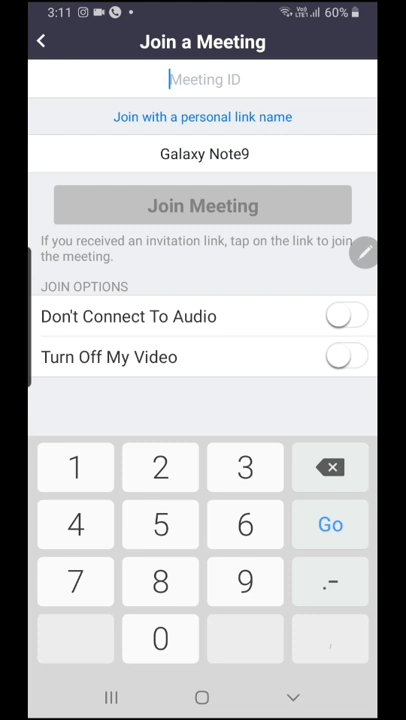 3:11 Vo) LTE1 60%
Join a Meeting
Meeting ID
Join with a personal link name
Galaxy Note9
Join Meeting
If you received an invitation link, tap on the link to join
the meeting.
JOIN OPTIONS
Don't Connect To Audio
Turn Off My Video
1 2 3
4 5 6 Go
7 8 9 .-
0 ,